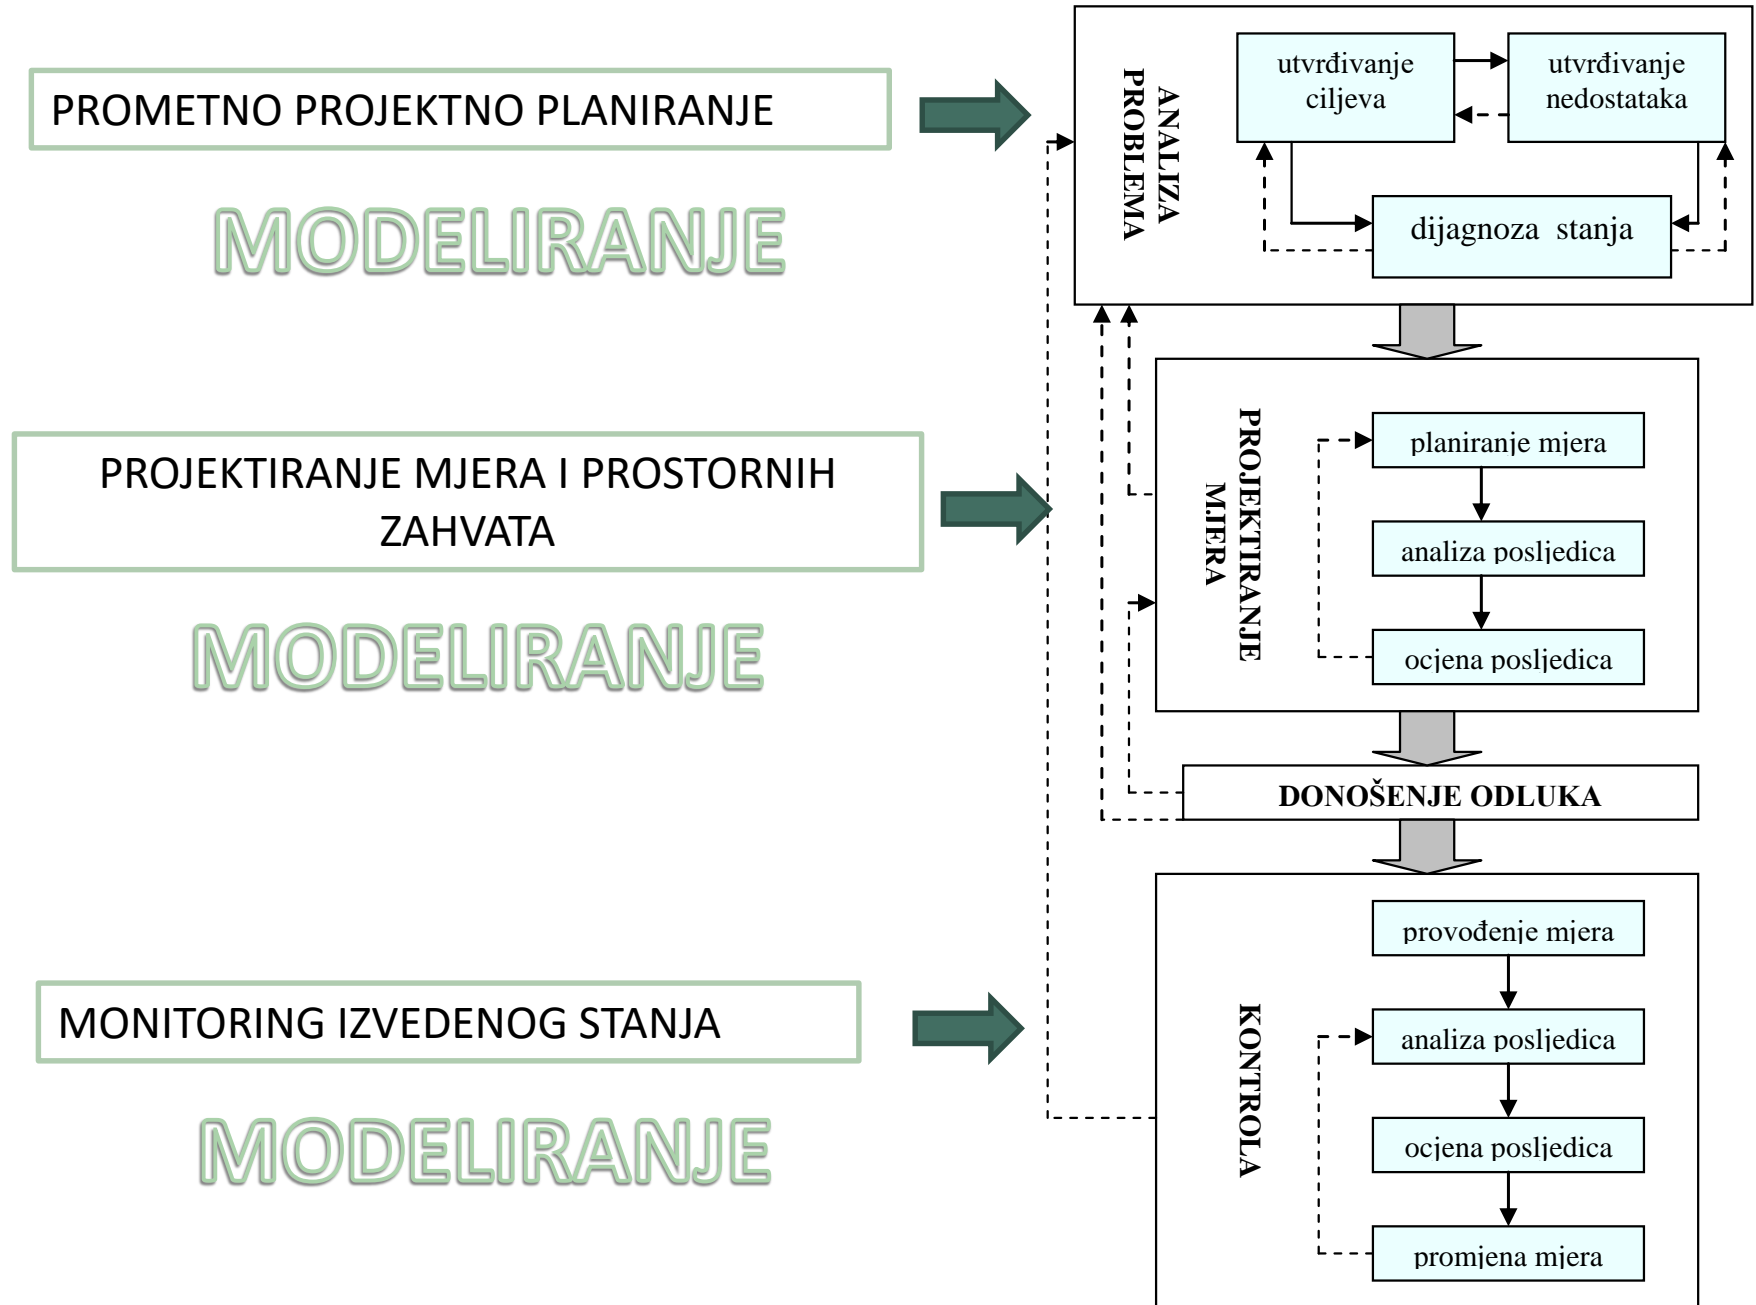 PROMETNO PROJEKTNO PLANIRANJE
MODELIRANJE
PROJEKTIRANJE MJERA I PROSTORNIH
ZAHVATA
MODELIRANJE
MONITORING IZVEDENOG STANJA
MODELIRANJE
ANALIZA
PROBLEMA
utvrđivanje
ciljeva
utvrđivanje
nedostataka
dijagnoza stanja
PROJEKTIRANJE
MJERA
planiranje mjera
analiza posljedica
ocjena posljedica
DONOŠENJE ODLUKA
KONTROLA
provođenje mjera
analiza posljedica
ocjena posljedica
promjena mjera